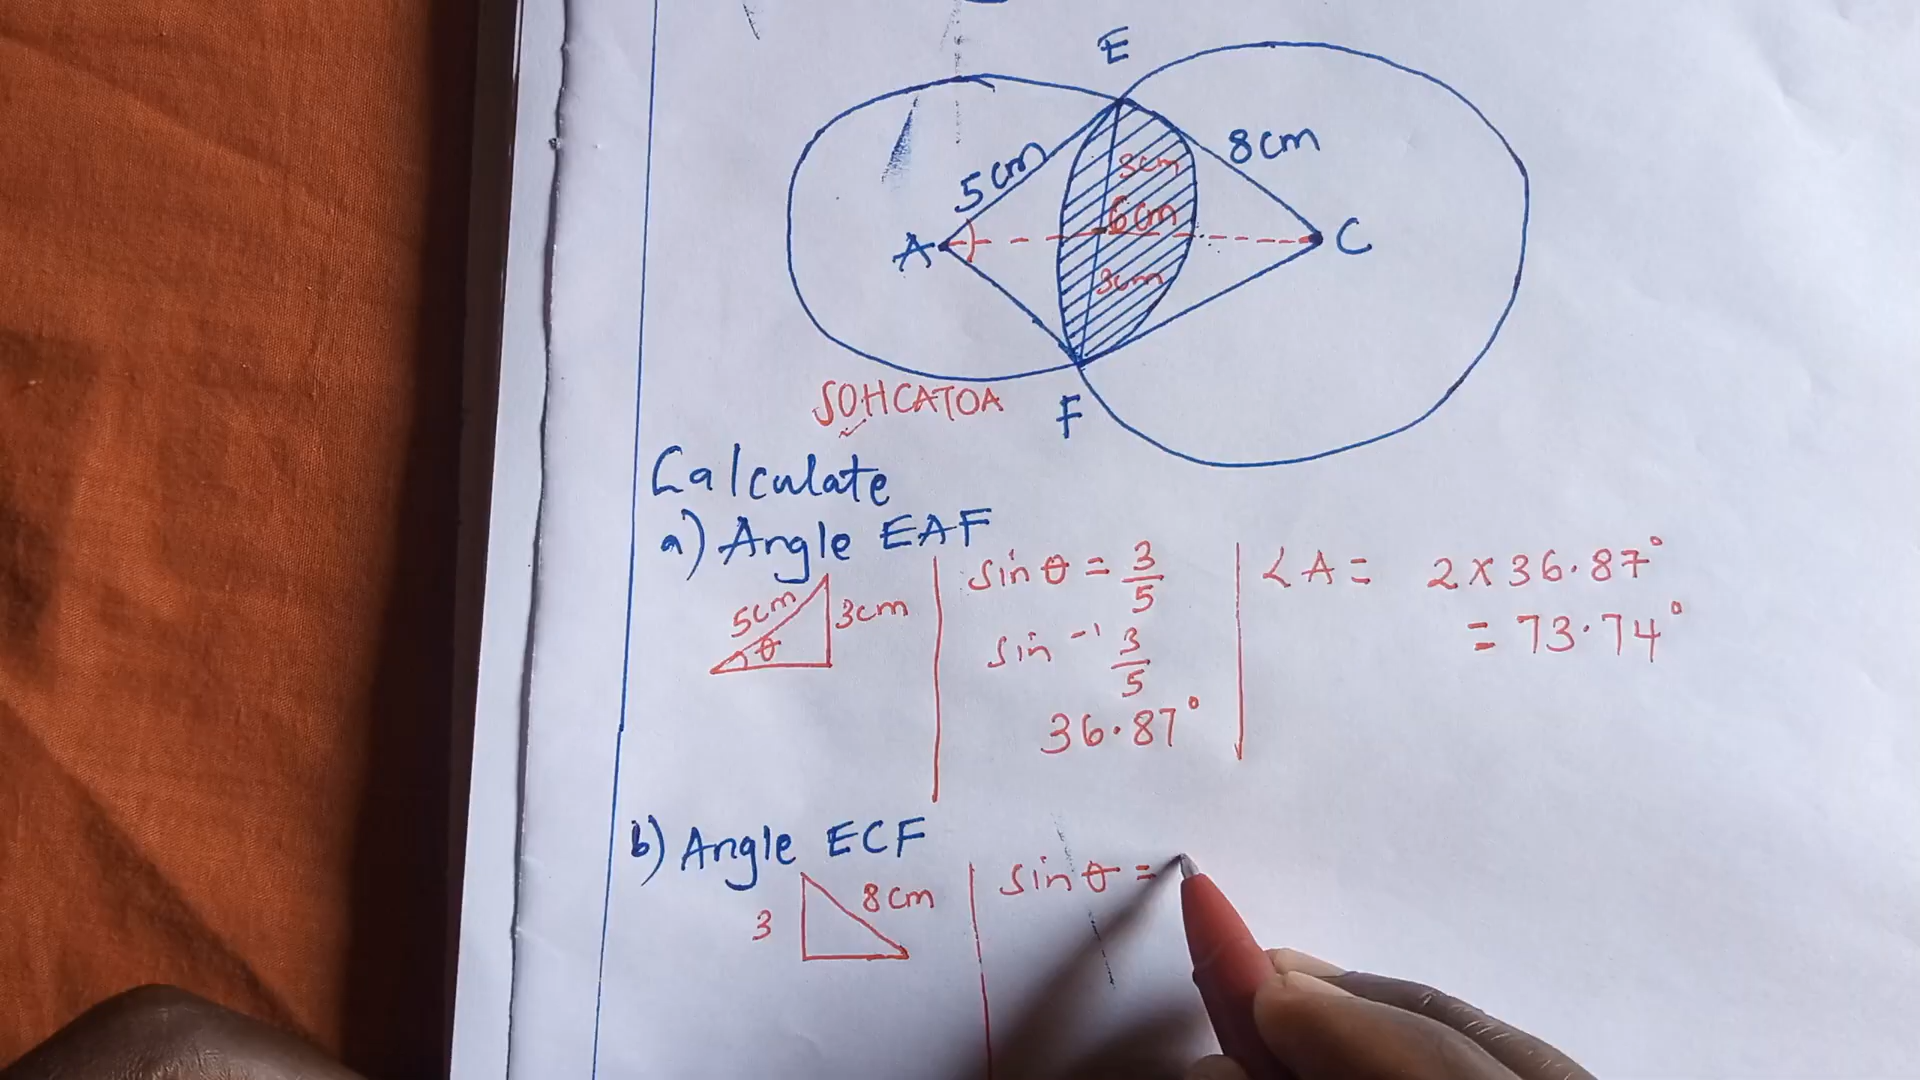 E
8cm
5cm
3cm
6cm
A
C
3cm
SOHCATOA
F
Calculate
a) Angle EAF
5cm
3cm
θ
sin θ = 3/5
sin⁻¹ 3/5
36.87°
∠A = 2 x 36.87°
= 73.74°
b) Angle ECF
3
8cm
sin θ =